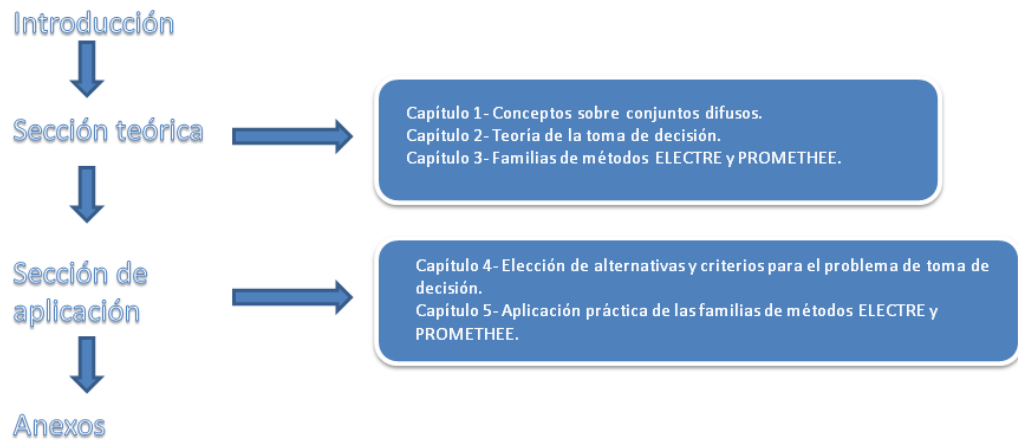 Introducción
Sección teórica
Capítulo 1- Conceptos sobre conjuntos difusos.
Capítulo 2- Teoría de la toma de decisión.
Capítulo 3- Familias de métodos ELECTRE y PROMETHEE.
Sección de
aplicación
Capítulo 4- Elección de alternativas y criterios para el problema de toma de
decisión.
Capítulo 5- Aplicación práctica de las familias de métodos ELECTRE y
PROMETHEE.
Anexos